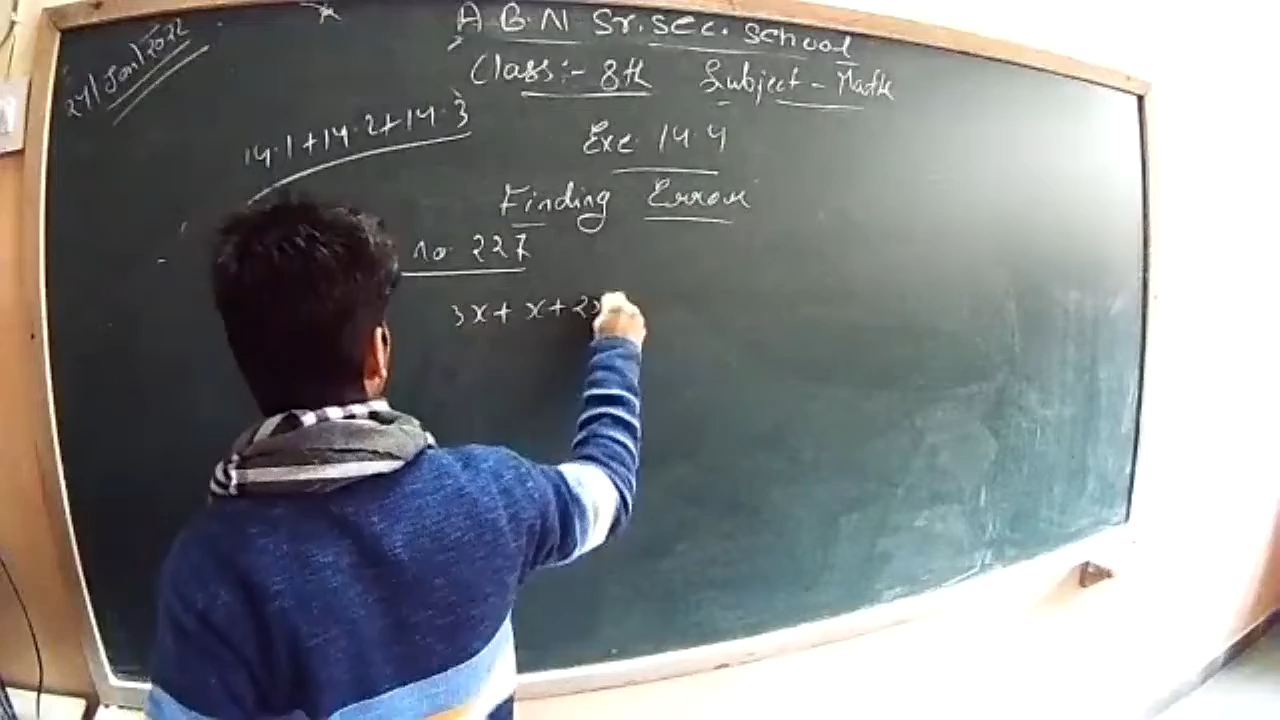 24/Jan/2022
A B N Sr. Sec. School
Class:- 8th Subject - Math
14.1+14.2+14.3
Exe. 14.4
Finding Error
no 227
3x + x + 2x